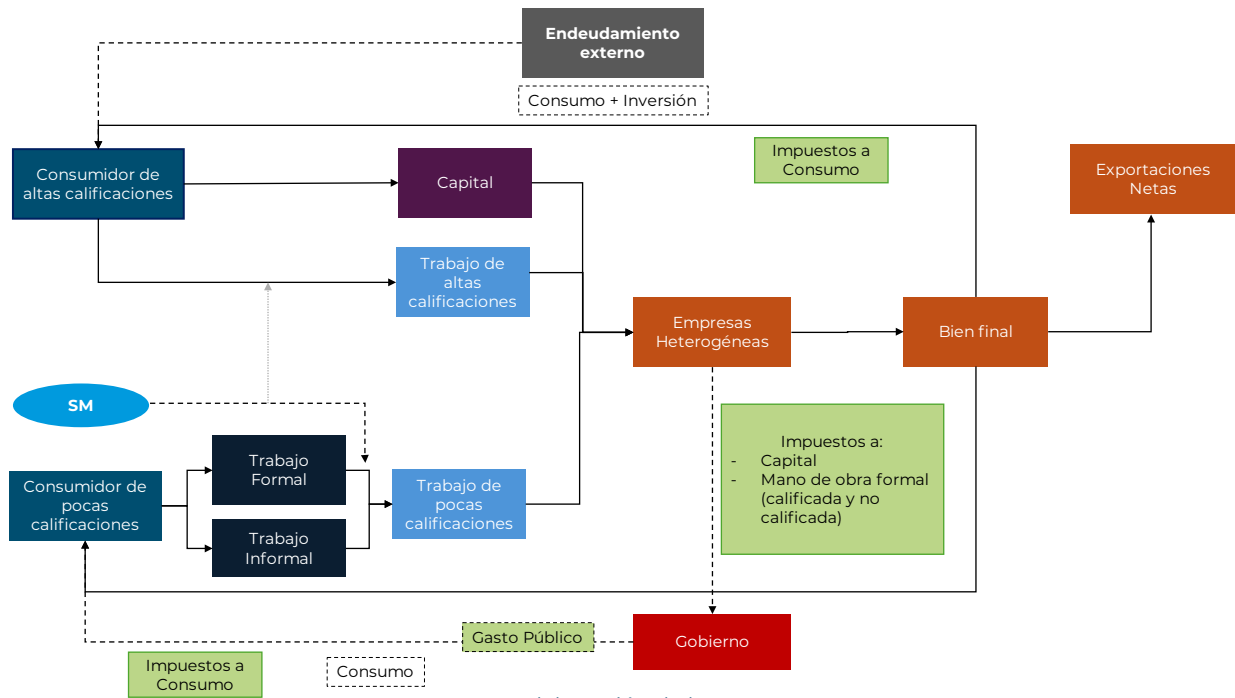 Endeudamiento
externo
Consumo + Inversión
Impuestos a
Consumo
Consumidor de
altas calificaciones
Capital
Exportaciones
Netas
Trabajo de
altas
calificaciones
Empresas
Heterogéneas
Bien final
SM
Trabajo
Formal
Consumidor de
pocas
calificaciones
Trabajo de
pocas
calificaciones
Trabajo
Informal
Impuestos a:
- Capital
- Mano de obra formal
(calificada y no
calificada)
Gasto Público
Gobierno
Impuestos a
Consumo
Consumo